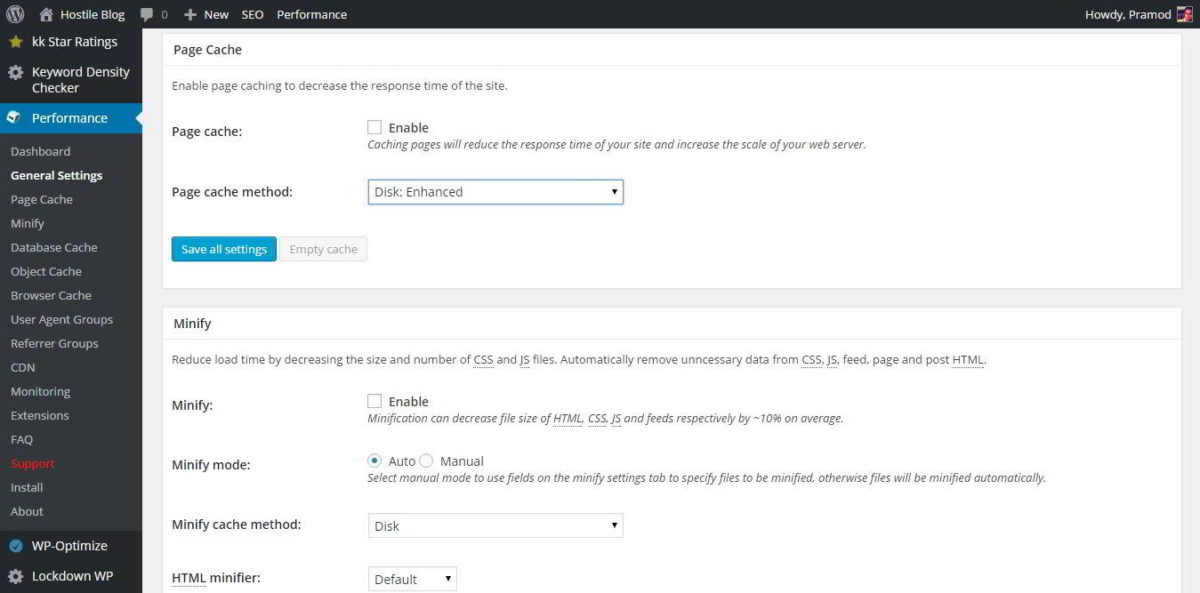 Hostile Blog 0 New SEO Performance Howdy, Pramod
kk Star Ratings
Keyword Density
Checker
Performance
Dashboard
General Settings
Page Cache
Minify
Database Cache
Object Cache
Browser Cache
User Agent Groups
Referrer Groups
CDN
Monitoring
Extensions
FAQ
Support
Install
About
WP-Optimize
Lockdown WP
Page Cache
Enable page caching to decrease the response time of the site.
Page cache: Enable
Caching pages will reduce the response time of your site and increase the scale of your web server.
Page cache method: Disk: Enhanced
Save all settings Empty cache
Minify
Reduce load time by decreasing the size and number of CSS and JS files. Automatically remove unncessary data from CSS, JS, feed, page and post HTML.
Minify: Enable
Minification can decrease file size of HTML, CSS, JS and feeds respectively by ~10% on average.
Minify mode: Auto Manual
Select manual mode to use fields on the minify settings tab to specify files to be minified, otherwise files will be minified automatically.
Minify cache method: Disk
HTML minifier: Default